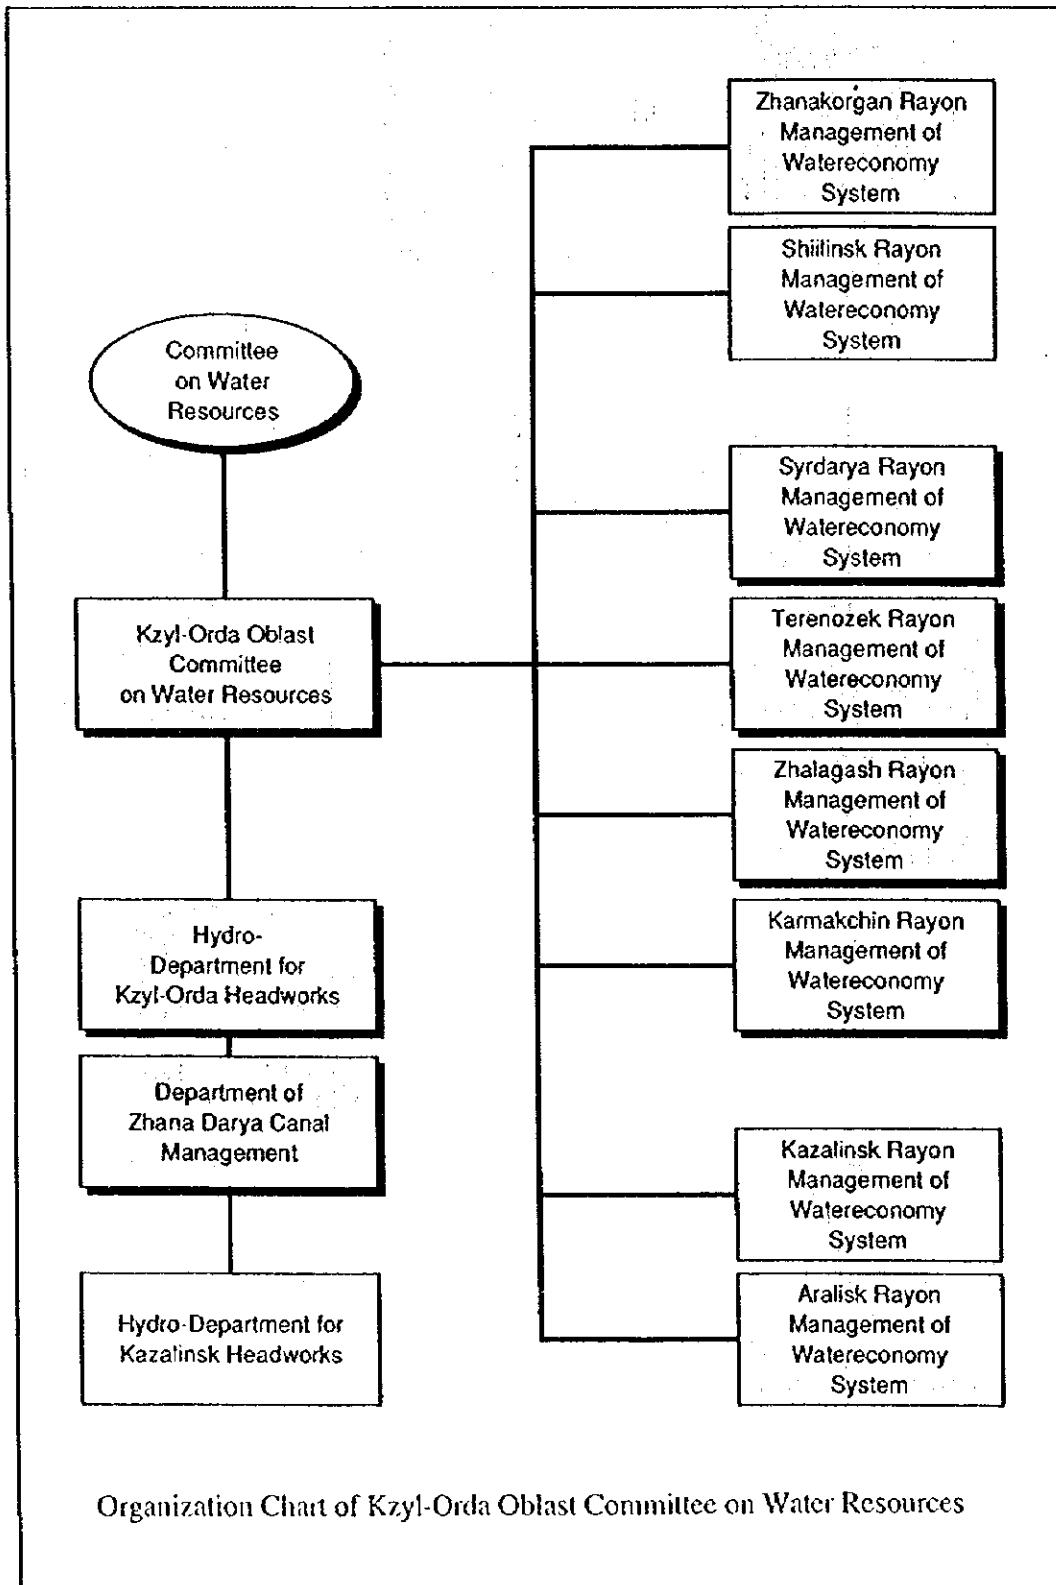 Committee
on Water
Resources
Kzyl-Orda Oblast
Committee
on Water Resources
Hydro-
Department for
Kzyl-Orda Headworks
Department of
Zhana Darya Canal
Management
Hydro-Department for
Kazalinsk Headworks
Zhanakorgan Rayon
Management of
Watereconomy
System
Shiilinsk Rayon
Management of
Watereconomy
System
Syrdarya Rayon
Management of
Watereconomy
System
Terenozek Rayon
Management of
Watereconomy
System
Zhalagash Rayon
Management of
Watereconomy
System
Karmakchin Rayon
Management of
Watereconomy
System
Kazalinsk Rayon
Management of
Watereconomy
System
Aralisk Rayon
Management of
Watereconomy
System
Organization Chart of Kzyl-Orda Oblast Committee on Water Resources